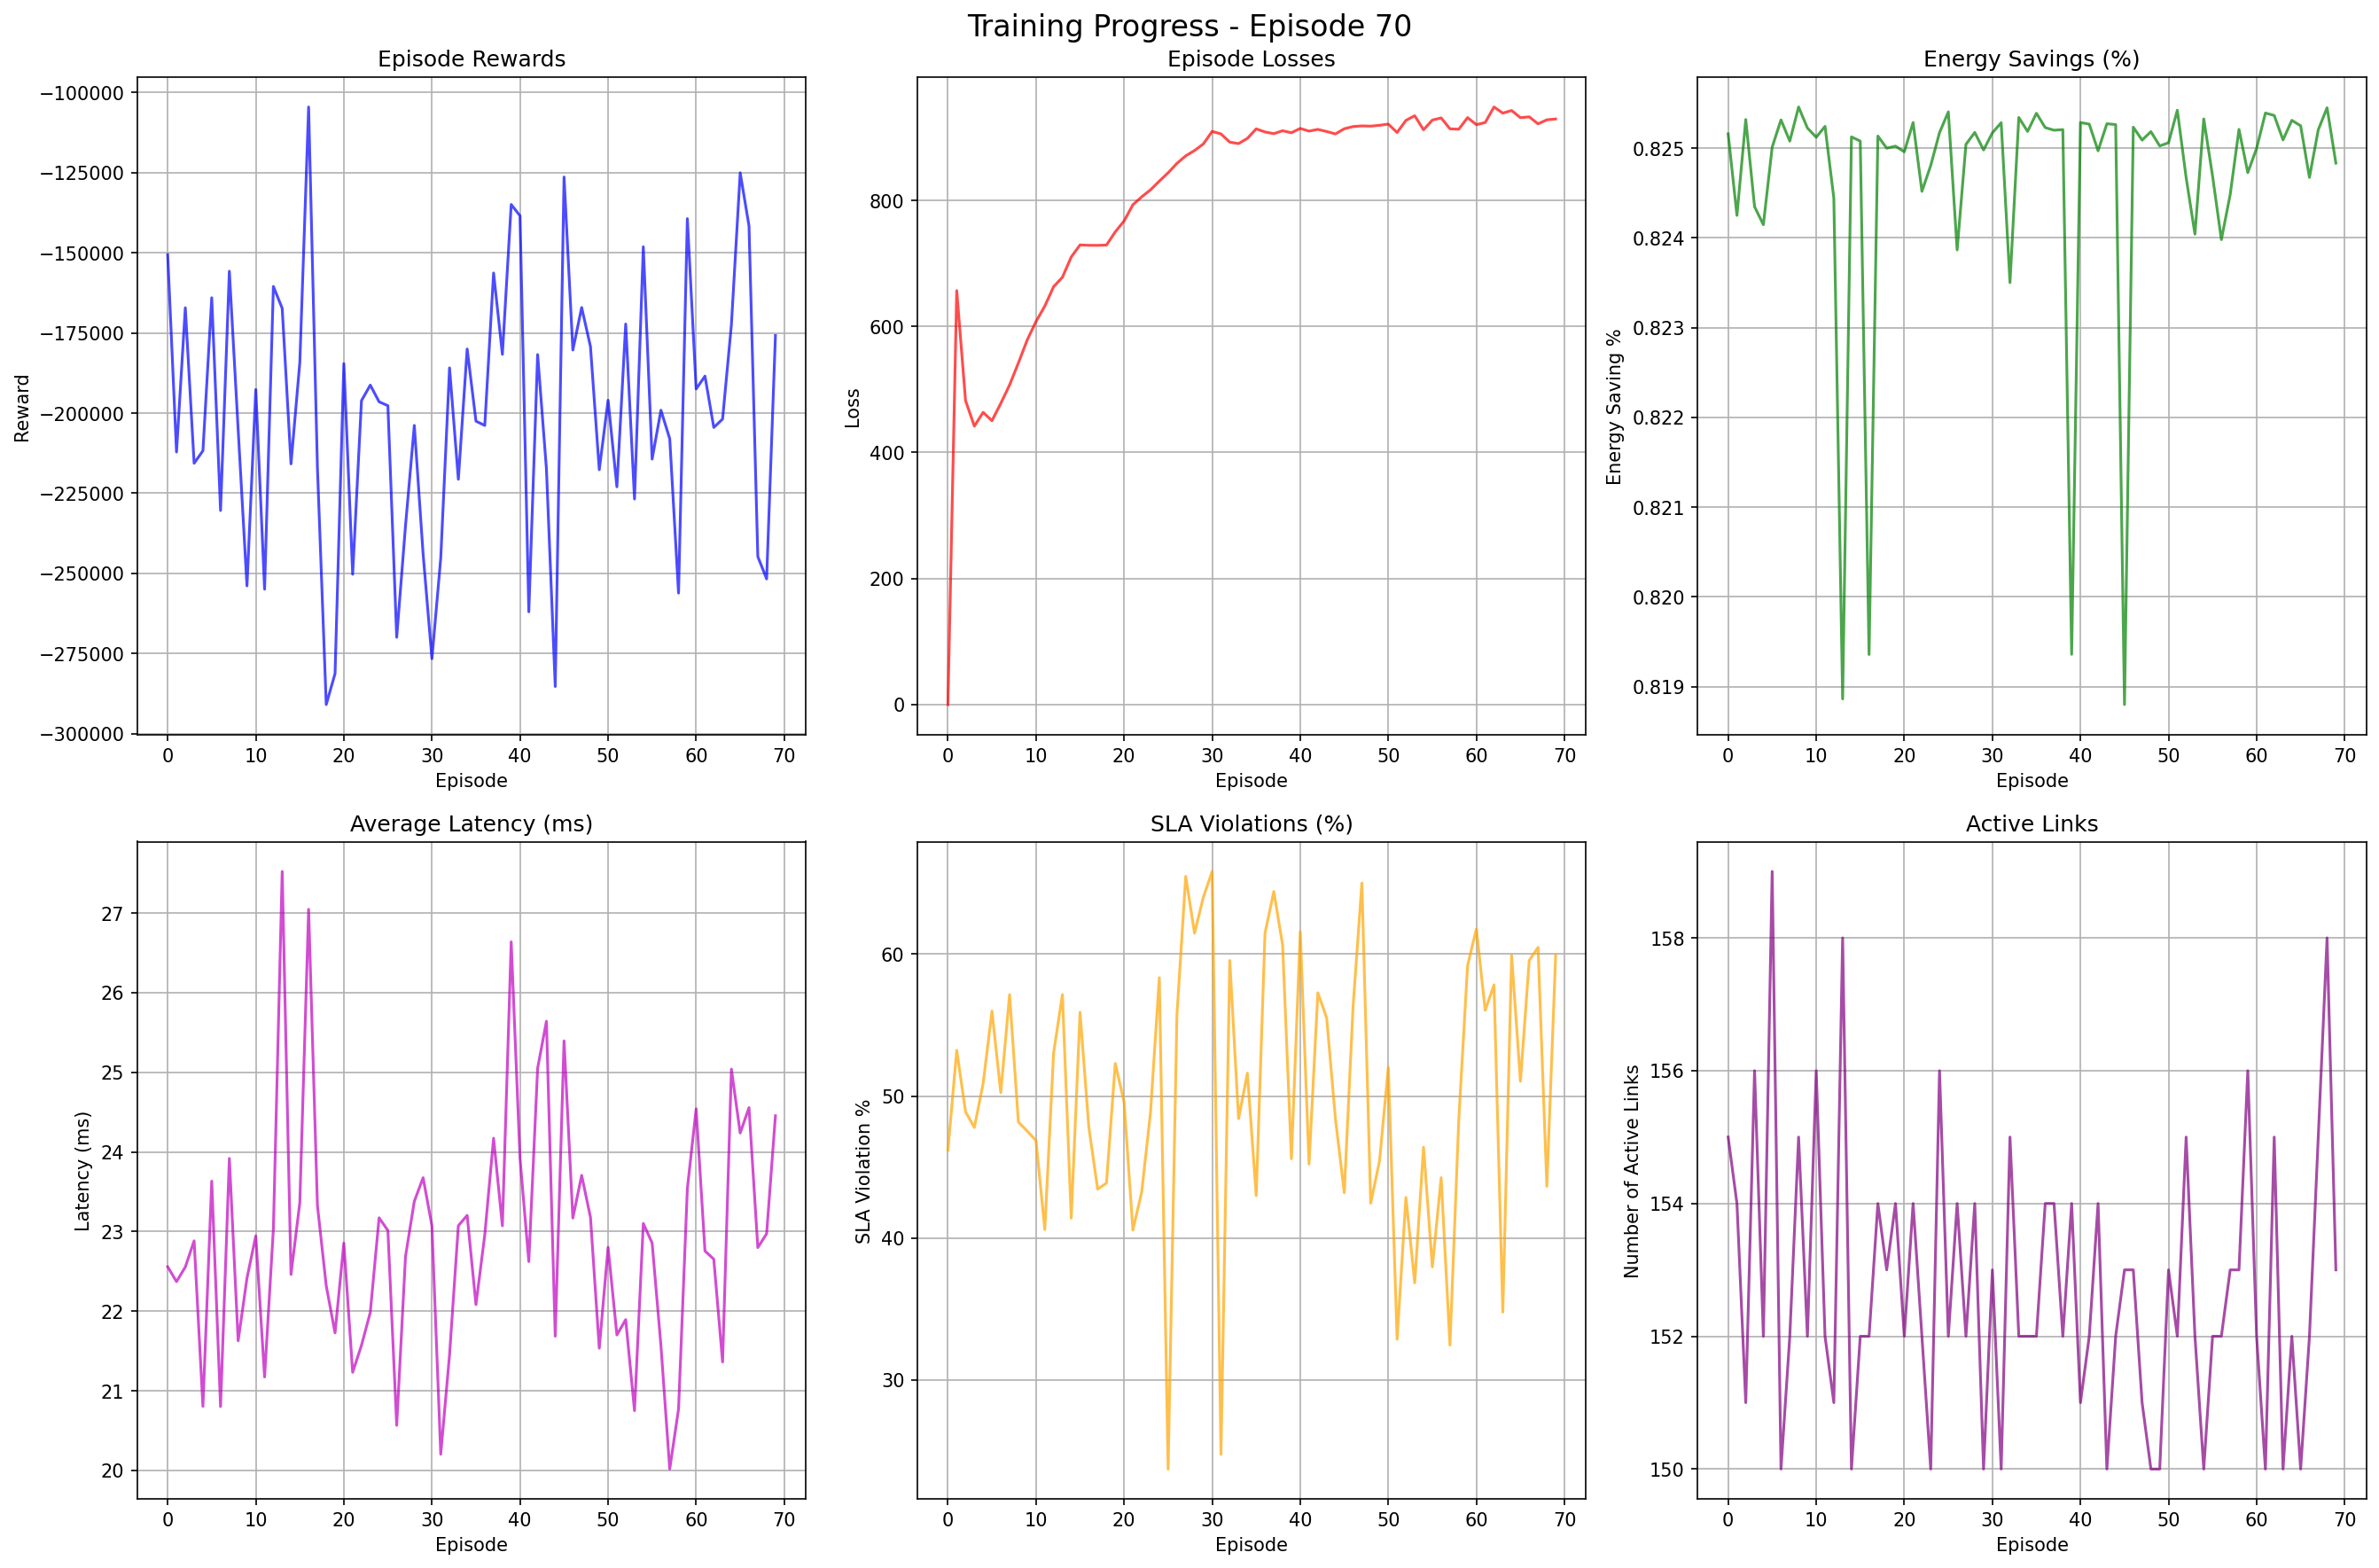 Training Progress - Episode 70
Episode Rewards
Reward
−100000
−125000
−150000
−175000
−200000
−225000
−250000
−275000
−300000
0 10 20 30 40 50 60 70
Episode
Episode Losses
Loss
800
600
400
200
0
0 10 20 30 40 50 60 70
Episode
Energy Savings (%)
Energy Saving %
0.825
0.824
0.823
0.822
0.821
0.820
0.819
0 10 20 30 40 50 60 70
Episode
Average Latency (ms)
Latency (ms)
27
26
25
24
23
22
21
20
0 10 20 30 40 50 60 70
Episode
SLA Violations (%)
SLA Violation %
60
50
40
30
0 10 20 30 40 50 60 70
Episode
Active Links
Number of Active Links
158
156
154
152
150
0 10 20 30 40 50 60 70
Episode